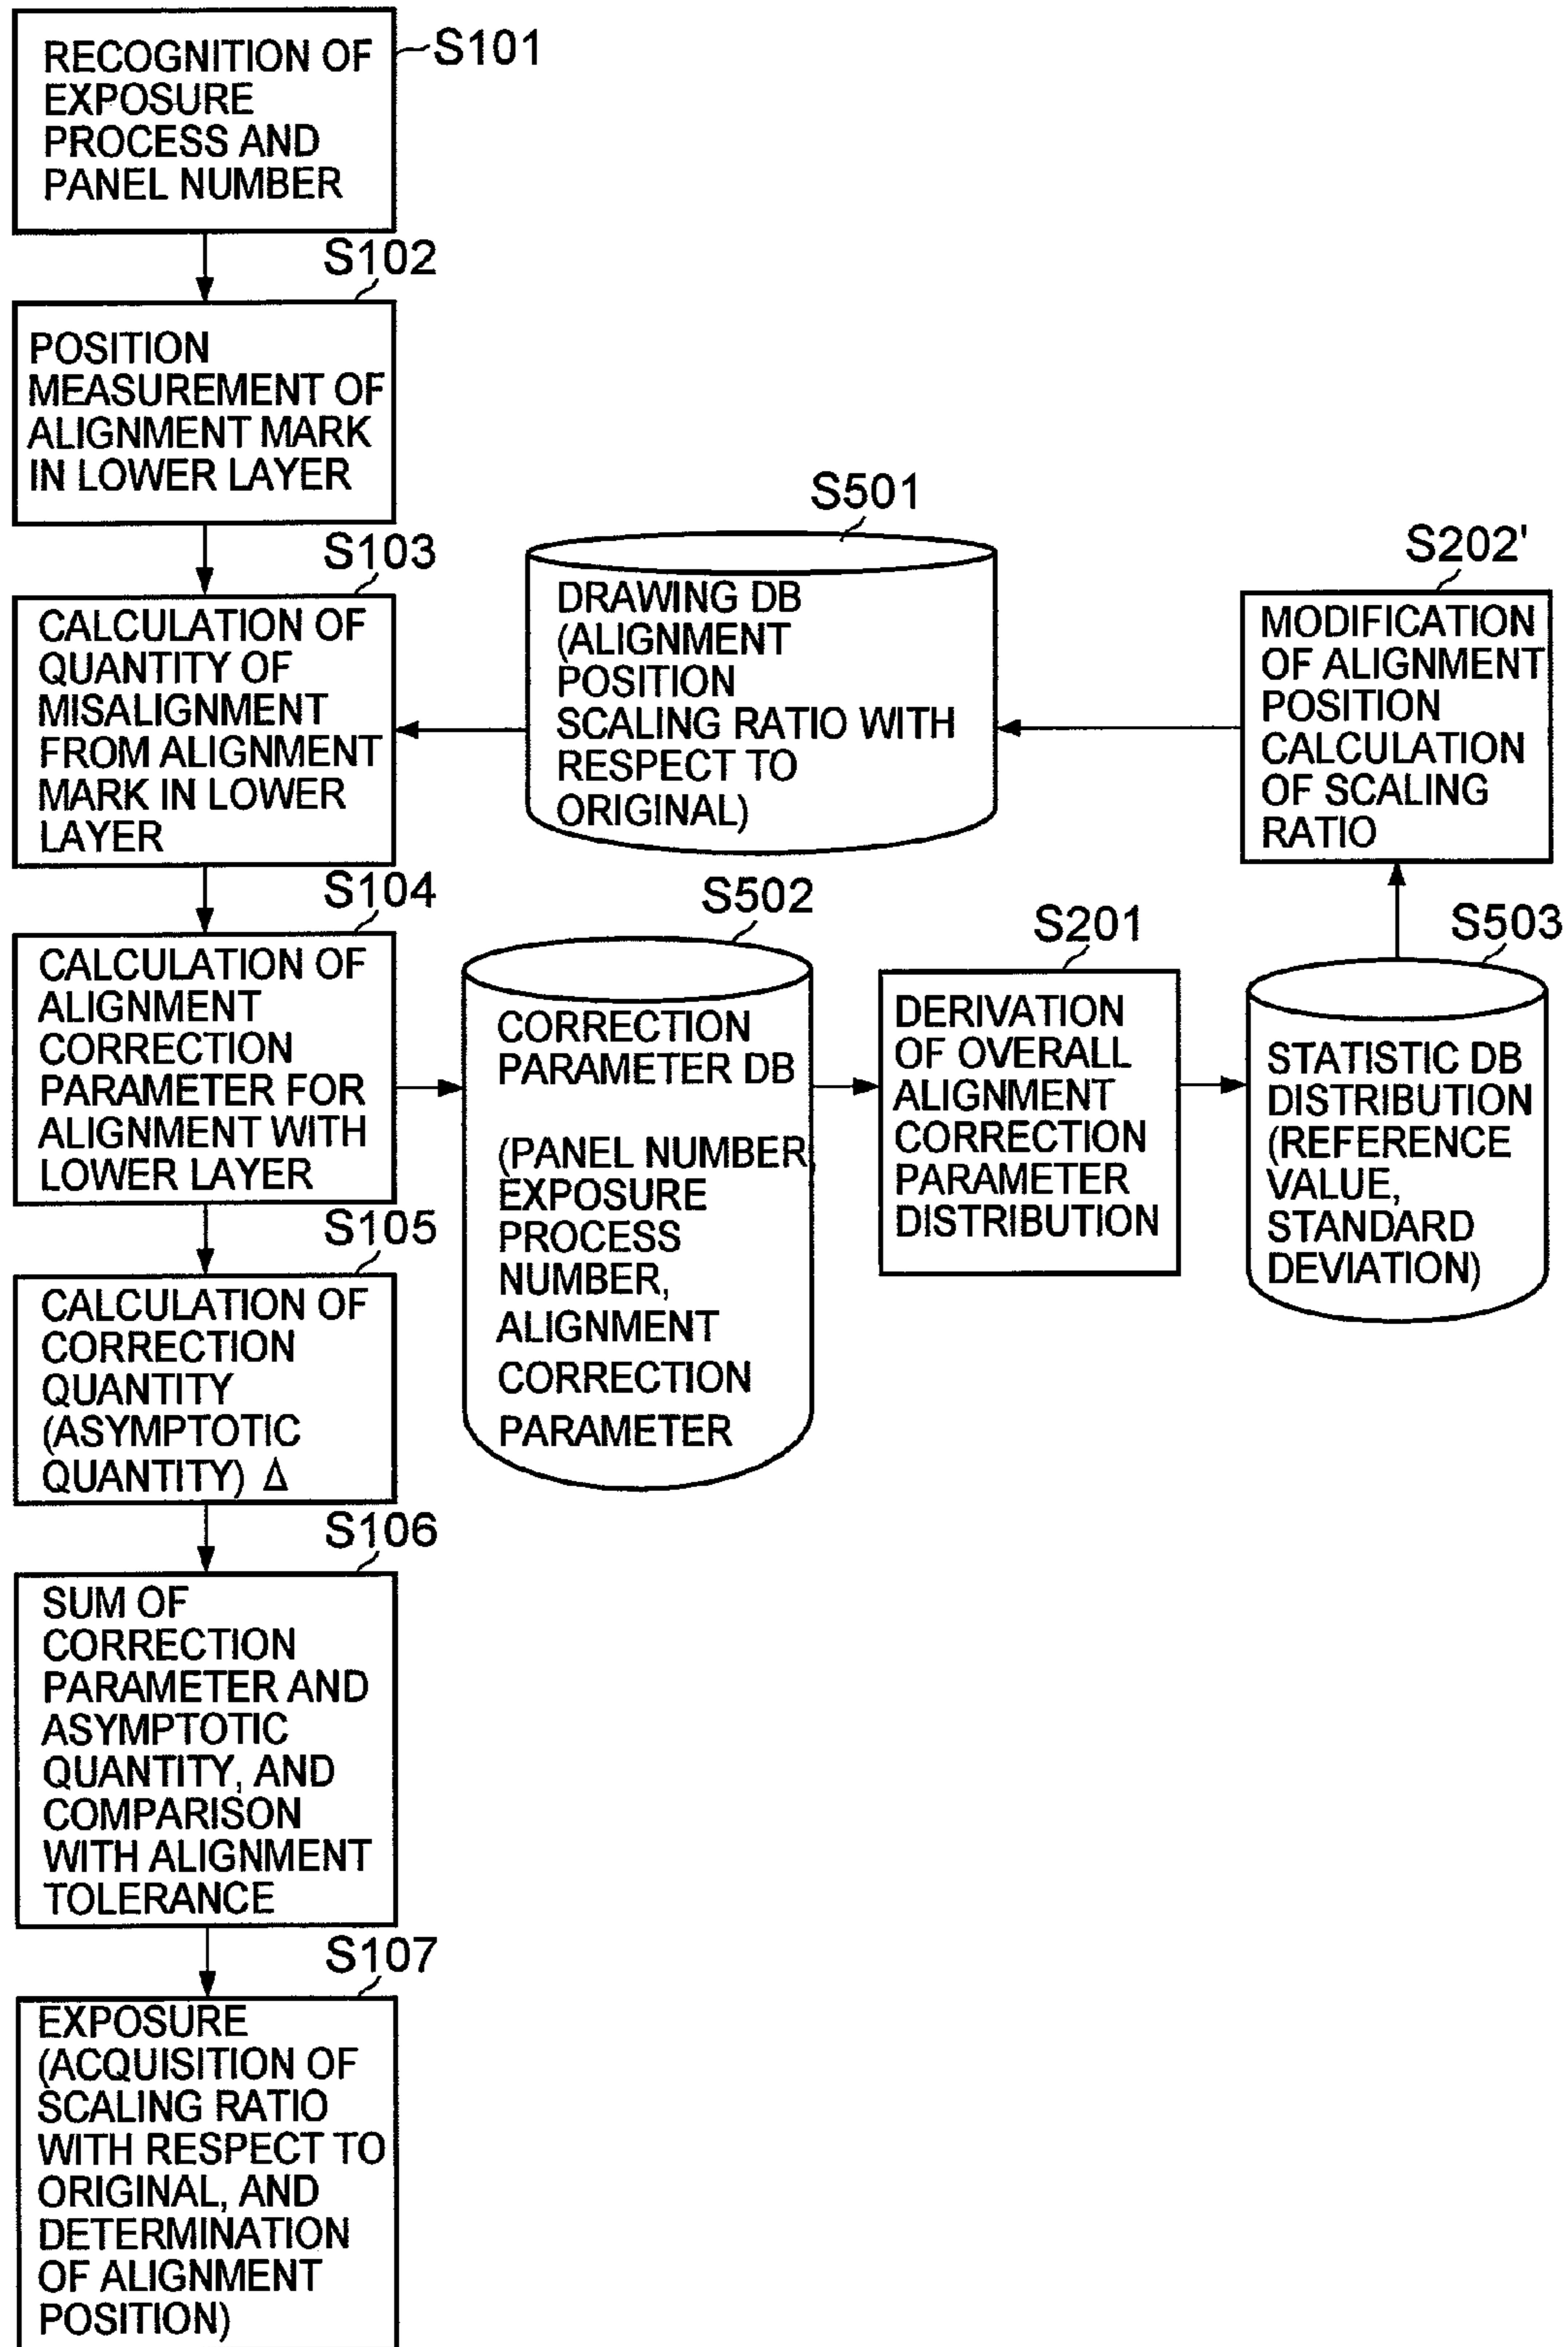 RECOGNITION OF
EXPOSURE
PROCESS AND
PANEL NUMBER
S101
S102
POSITION
MEASUREMENT OF
ALIGNMENT MARK
IN LOWER LAYER
S103
CALCULATION OF
QUANTITY OF
MISALIGNMENT
FROM ALIGNMENT
MARK IN LOWER
LAYER
S501
DRAWING DB
(ALIGNMENT
POSITION
SCALING RATIO WITH
RESPECT TO
ORIGINAL)
S202'
MODIFICATION
OF ALIGNMENT
POSITION
CALCULATION
OF SCALING
RATIO
S104
CALCULATION OF
ALIGNMENT
CORRECTION
PARAMETER FOR
ALIGNMENT WITH
LOWER LAYER
S502
CORRECTION
PARAMETER DB
(PANEL NUMBER,
EXPOSURE
PROCESS
NUMBER,
ALIGNMENT
CORRECTION
PARAMETER
S201
DERIVATION
OF OVERALL
ALIGNMENT
CORRECTION
PARAMETER
DISTRIBUTION
S503
STATISTIC DB
DISTRIBUTION
(REFERENCE
VALUE,
STANDARD
DEVIATION)
S105
CALCULATION OF
CORRECTION
QUANTITY
(ASYMPTOTIC
QUANTITY) Δ
S106
SUM OF
CORRECTION
PARAMETER AND
ASYMPTOTIC
QUANTITY, AND
COMPARISON
WITH ALIGNMENT
TOLERANCE
S107
EXPOSURE
(ACQUISITION OF
SCALING RATIO
WITH RESPECT TO
ORIGINAL, AND
DETERMINATION
OF ALIGNMENT
POSITION)